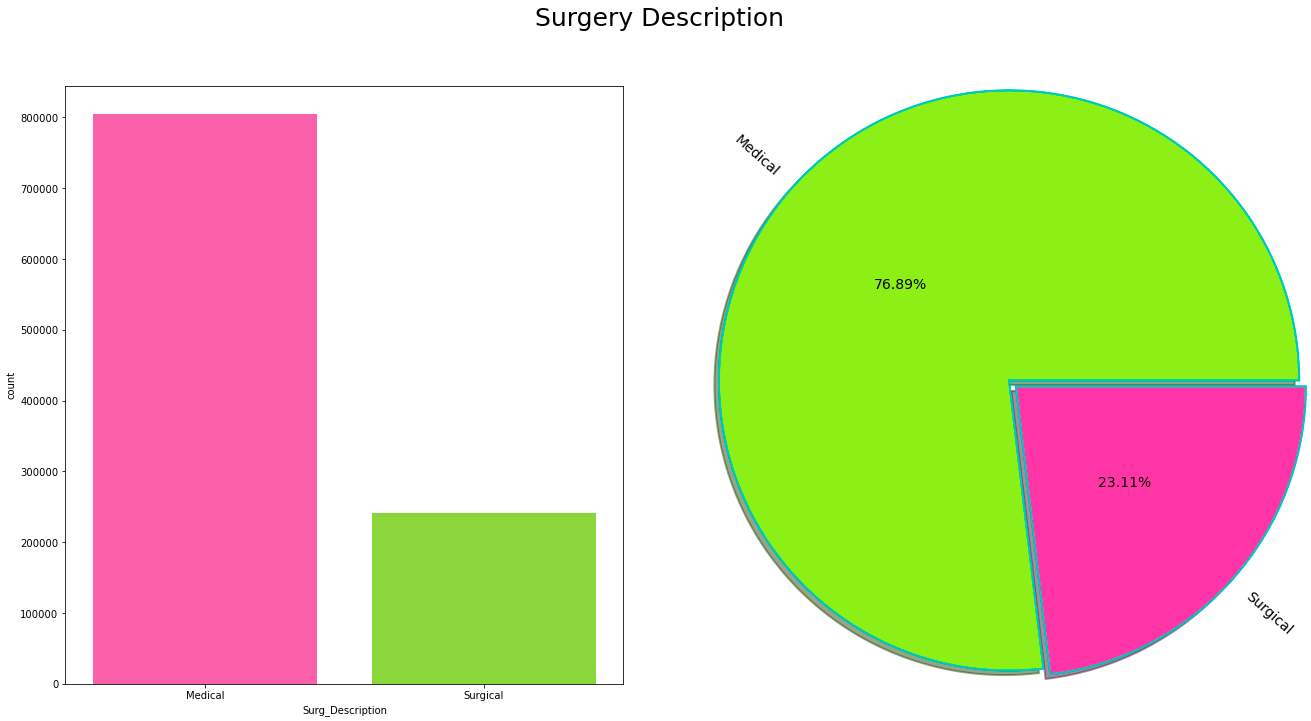 Surgery Description
800000
700000
600000
500000
400000
300000
200000
100000
0
count
Medical
Surgical
Surg_Description
Medical
76.89%
23.11%
Surgical